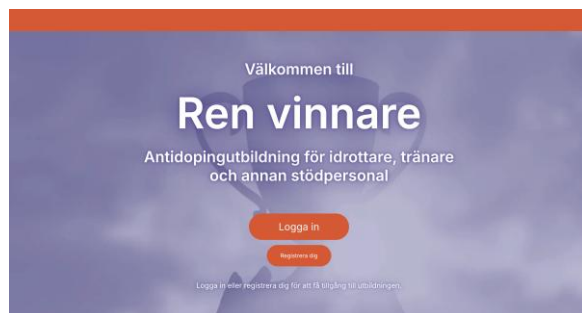 Välkommen till
Ren vinnare
Antidopingutbildning för idrottare, tränare
och annan stödpersonal
Logga in
Registrera dig
Logga in eller registrera dig för att få tillgång till utbildningen.